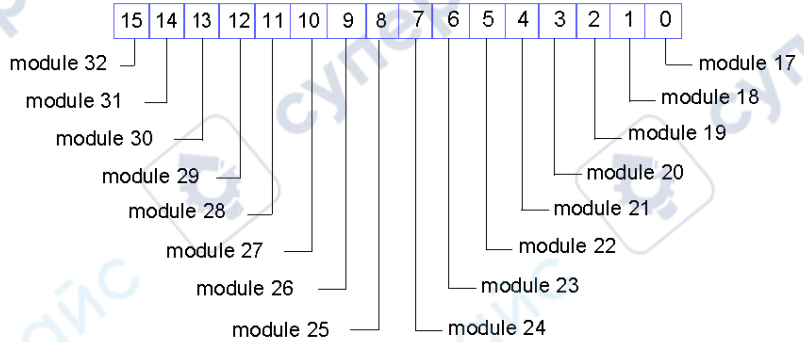 15 14 13 12 11 10 9 8 7 6 5 4 3 2 1 0
module 32 module 17
module 31 module 18
module 30 module 19
module 29 module 20
module 28 module 21
module 27 module 22
module 26 module 23
module 25 module 24